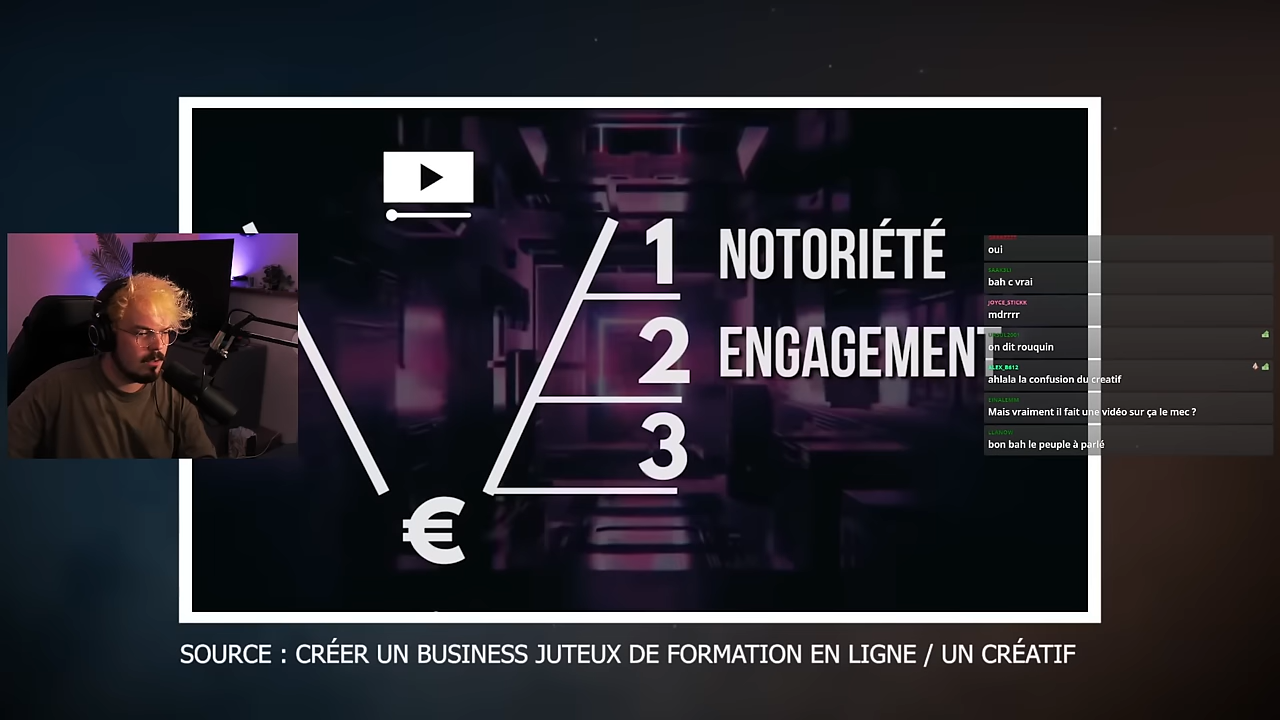 1 NOTORIÉTÉ
2 ENGAGEMENT
3
€
oui
bah c vrai
JOYCE_STICKK
mdrrrr
on dit rouquin
ALEX_B612
ahlala la confusion du creatif
Mais vraiment il fait une vidéo sur ça le mec ?
bon bah le peuple à parlé
SOURCE : CRÉER UN BUSINESS JUTEUX DE FORMATION EN LIGNE / UN CRÉATIF